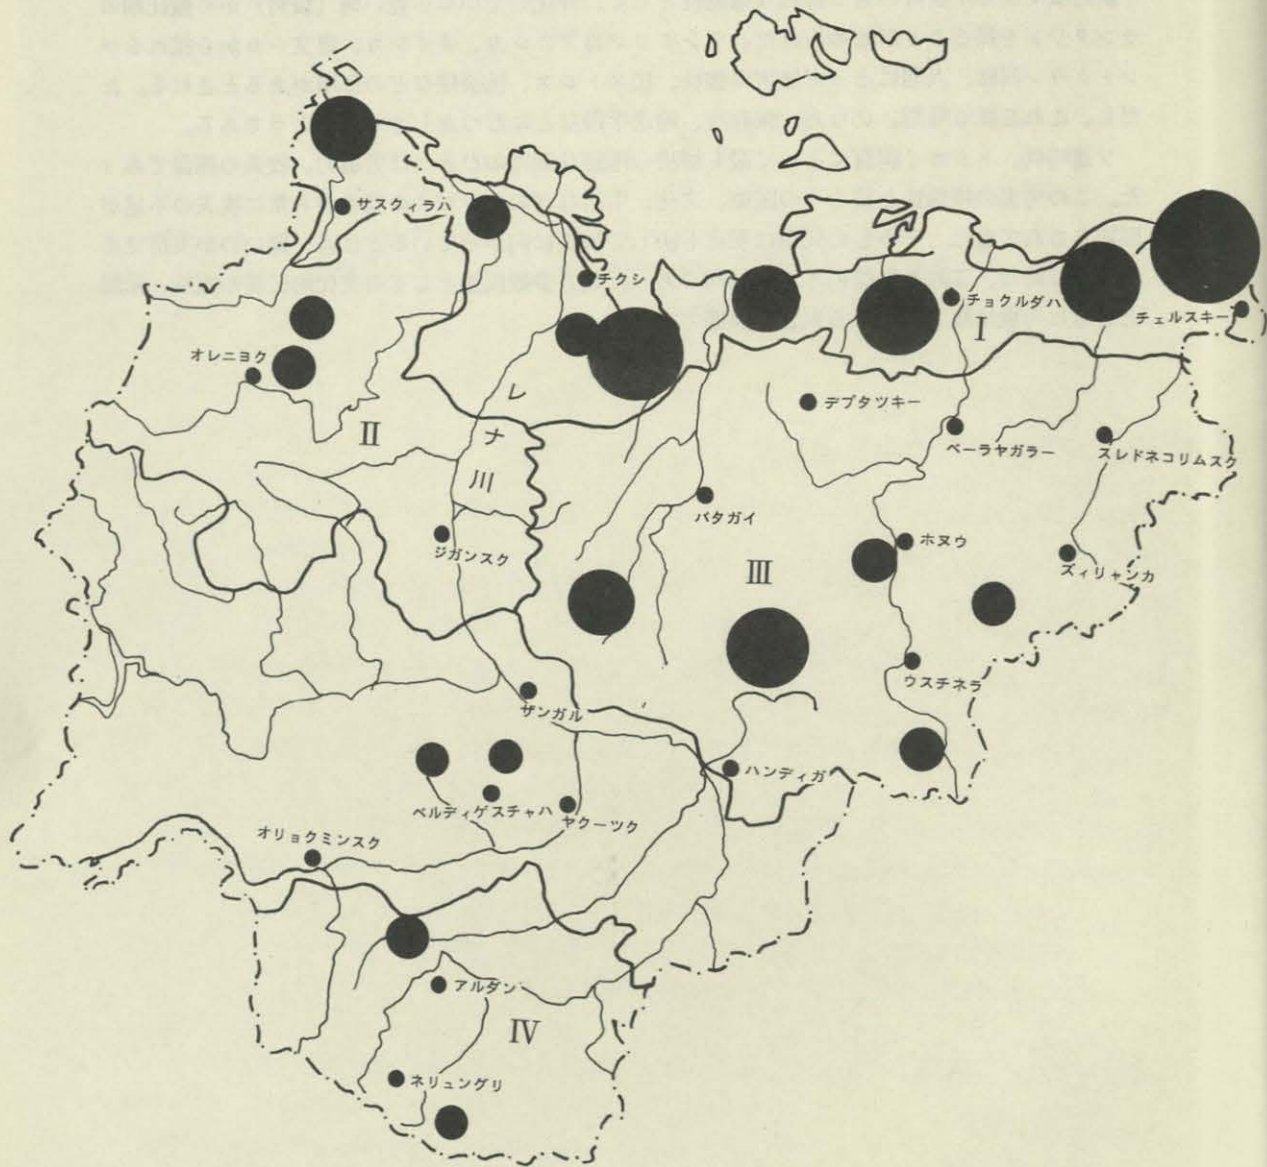 サスクィラハ
チクシ
チョクルダハ
I
チェルスキー
オレニョク
レ
ナ
川
II
デプタツキー
ベーラヤガラー
スレドネコリムスク
バタガイ
ジガンスク
ホヌウ
III
ズィリャンカ
ウスチネラ
ザンガル
ハンディガ
ベルディゲスチャハ
ヤクーツク
オリョクミンスク
アルダン
IV
ネリュングリ